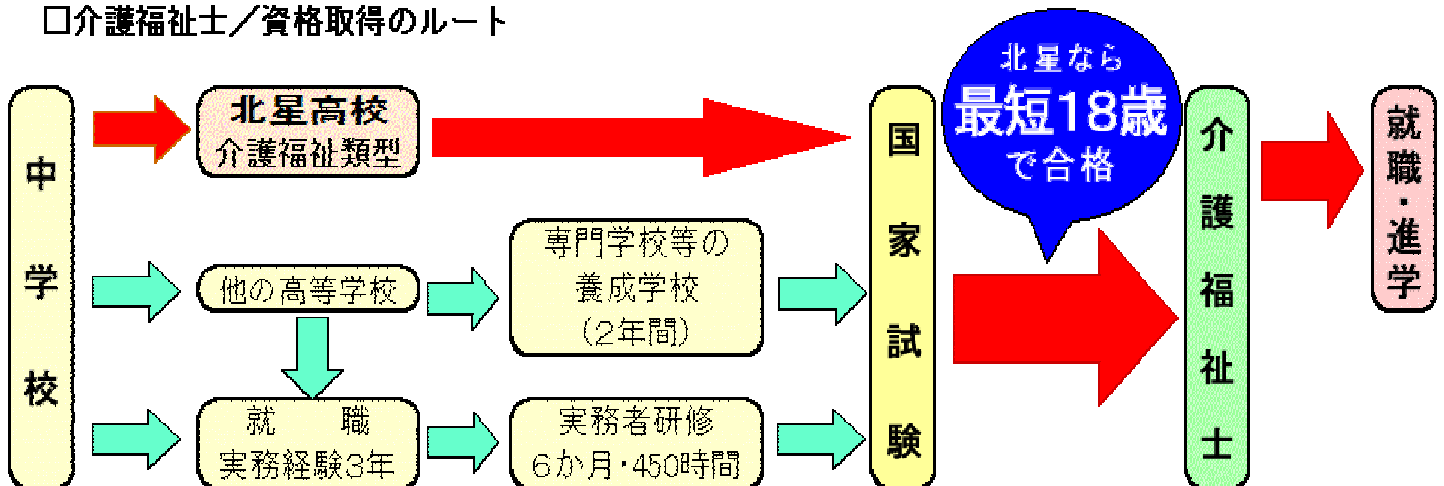 □介護福祉士／資格取得のルート
中学校
北星高校
介護福祉類型
他の高等学校
就　職
実務経験3年
専門学校等の
養成学校
(2年間)
実務者研修
6か月・450時間
国家試験
北星なら
最短18歳
で合格
介護福祉士
就職・進学